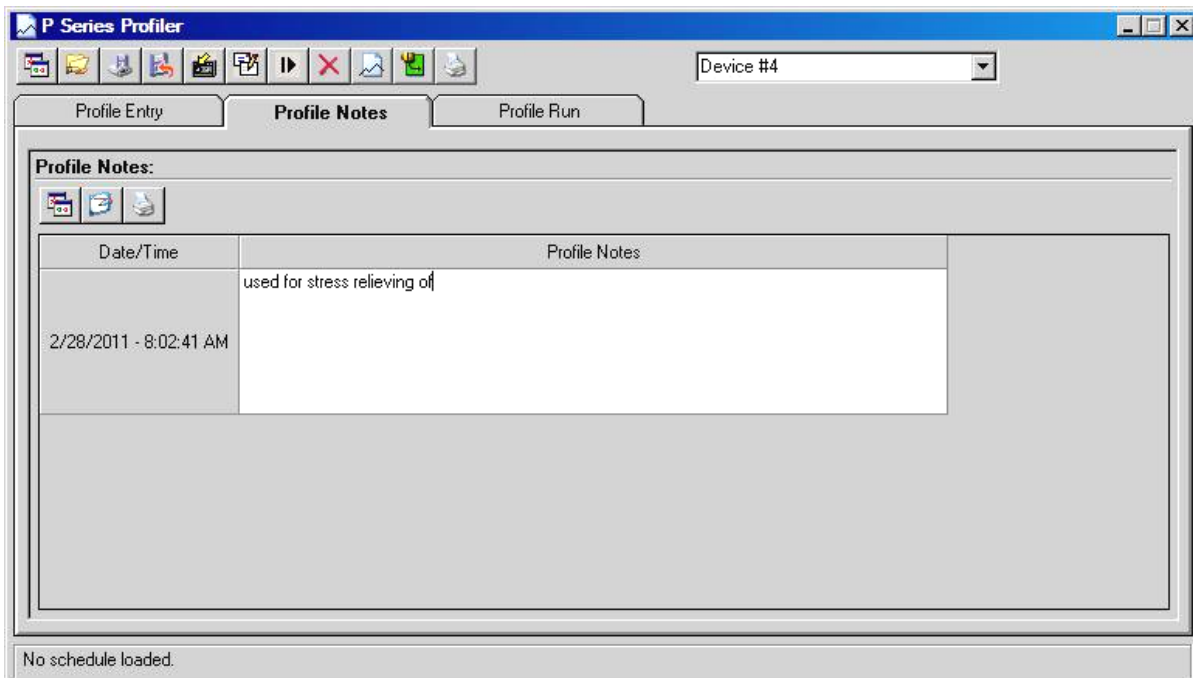 P Series Profiler
Device #4
Profile Entry
Profile Notes
Profile Run
Profile Notes:
Date/Time
Profile Notes
used for stress relieving of
2/28/2011 - 8:02:41 AM
No schedule loaded.